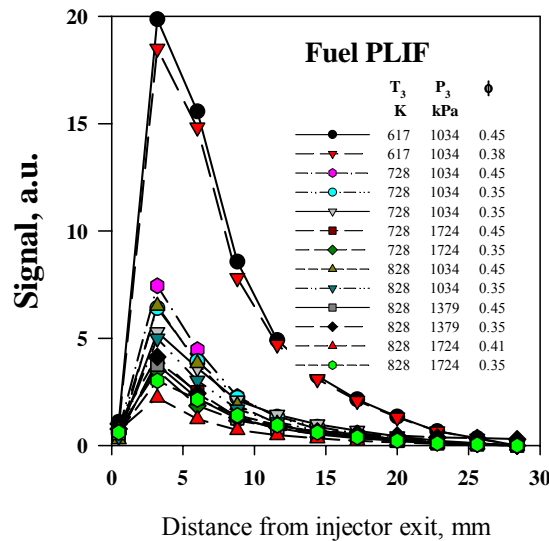 Fuel PLIF
T3 P3 ϕ
K kPa
617 1034 0.45
617 1034 0.38
728 1034 0.45
728 1034 0.35
728 1034 0.35
728 1724 0.45
728 1724 0.35
828 1034 0.45
828 1034 0.35
828 1379 0.45
828 1379 0.35
828 1724 0.41
828 1724 0.35
Signal, a.u.
20
15
10
5
0
0 5 10 15 20 25 30
Distance from injector exit, mm